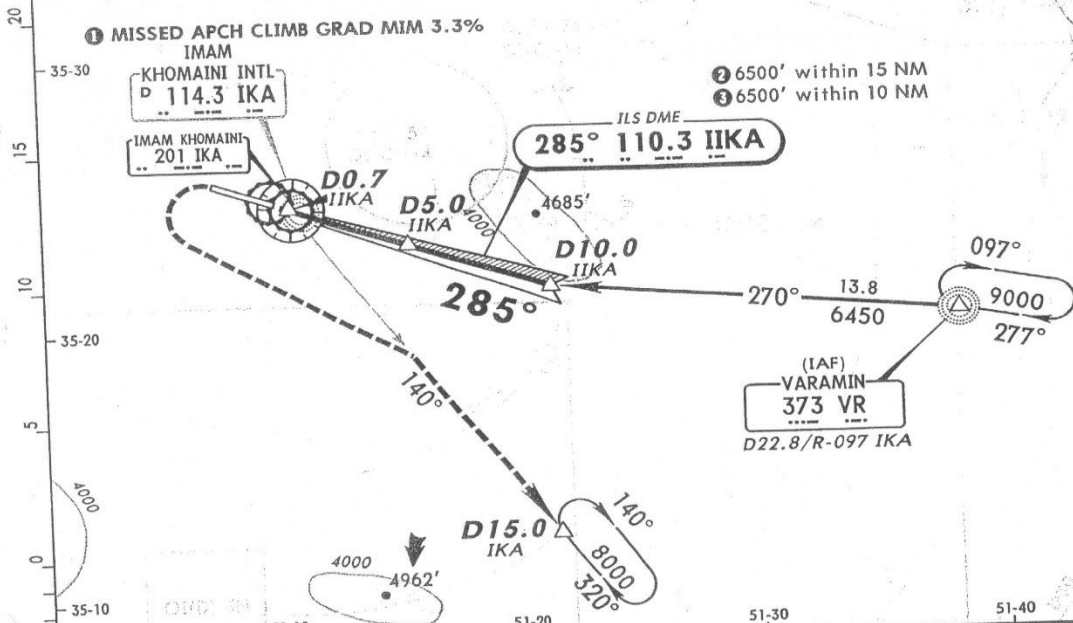 20
❶ MISSED APCH CLIMB GRAD MIM 3.3%
35-30
IMAM
KHOMAINI INTL
D 114.3 IKA
❷ 6500' within 15 NM
❸ 6500' within 10 NM
15
IMAM KHOMAINI
201 IKA
ILS DME
285° 110.3 IIKA
D0.7
IIKA
D5.0
IIKA
4685'
4000
D10.0
IIKA
285°
10
35-20
270°
13.8
6450
097°
9000
277°
(IAF)
VARAMIN
373 VR
D22.8/R-097 IKA
140°
5
4000
D15.0
IKA
140°
8000
320°
0
4000
4962'
35-10
51-20
51-30
51-40